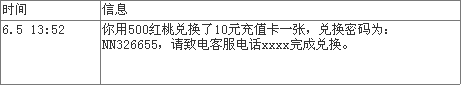 时间 信息
6.5 13:52 你用500红桃兑换了10元充值卡一张，兑换密码为：
NN326655，请致电客服电话xxxx完成兑换。